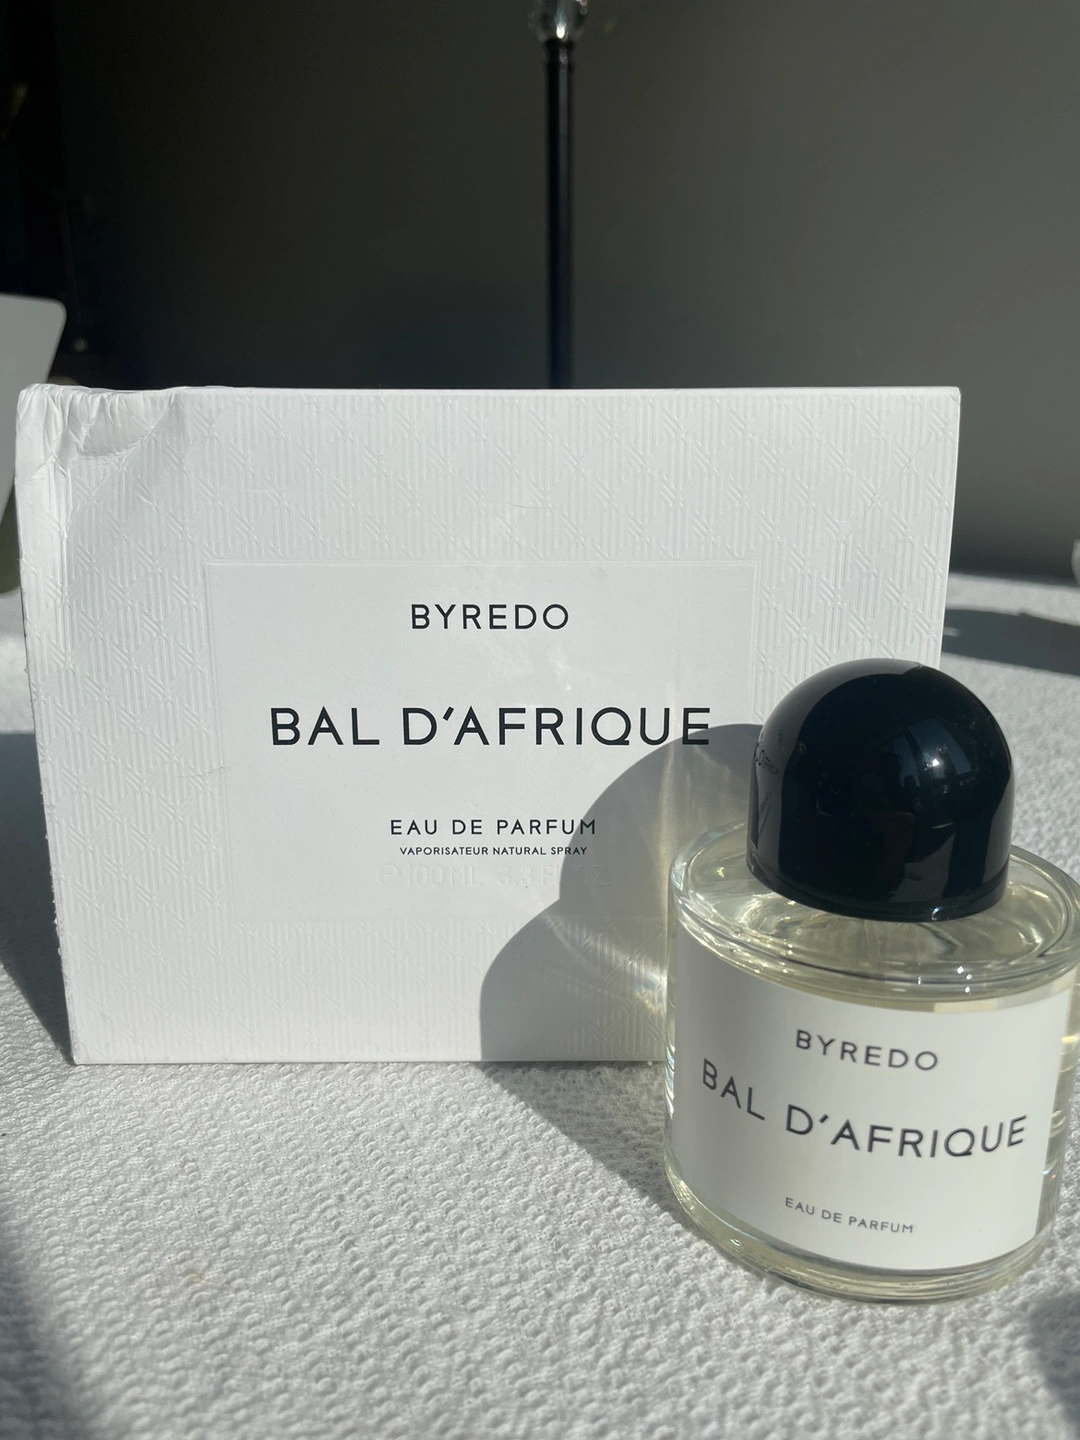 BYREDO
BAL D'AFRIQUE
EAU DE PARFUM
VAPORISATEUR NATURAL SPRAY
BYREDO
BAL D'AFRIQUE
EAU DE PARFUM